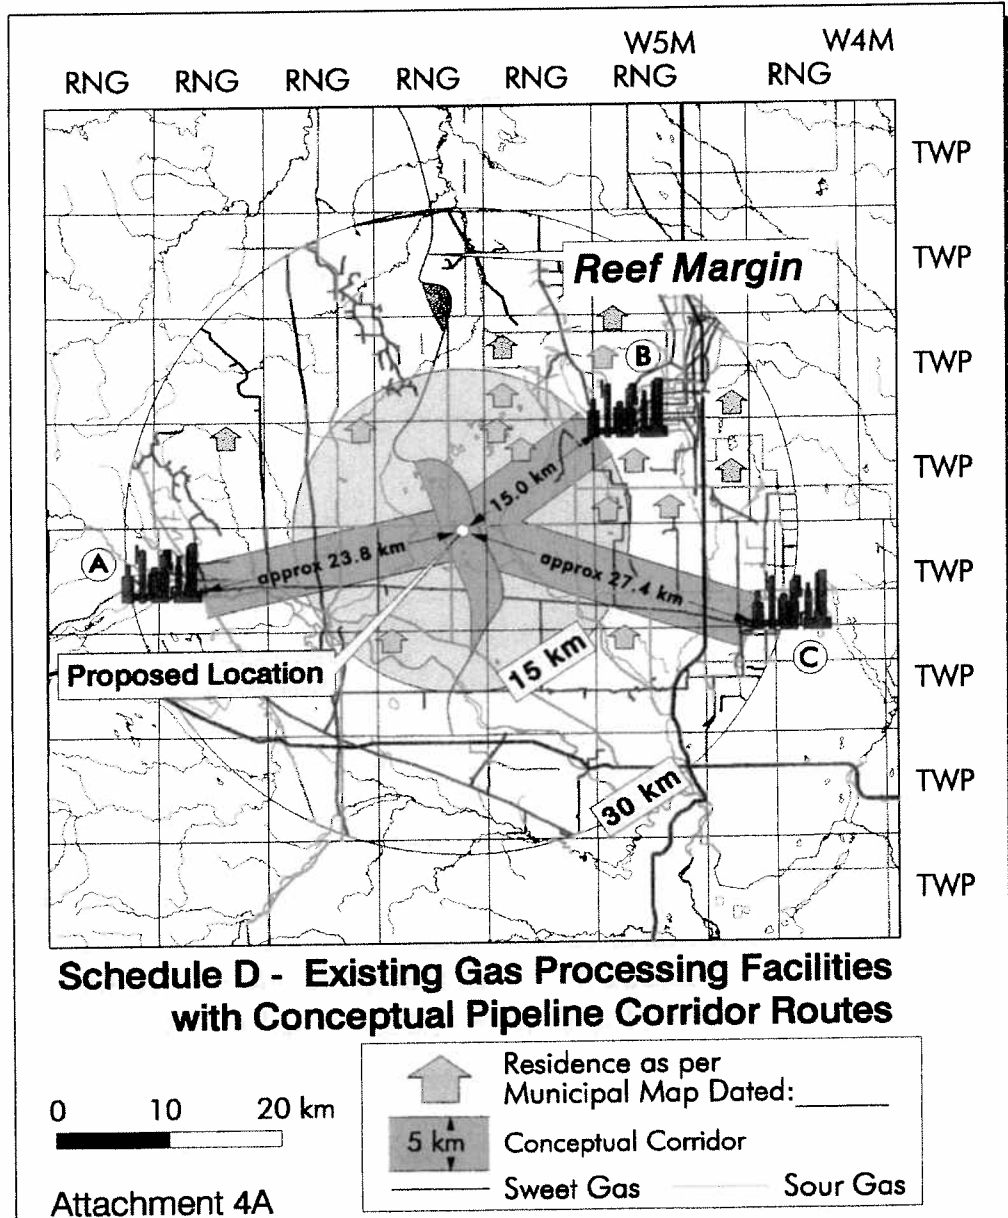 W5M W4M
RNG RNG RNG RNG RNG RNG RNG
TWP
TWP
Reef Margin
TWP
B
TWP
15.0 km
A
approx 23.8 km
approx 27.4 km
TWP
C
Proposed Location
15 km
TWP
30 km
TWP
TWP
Schedule D - Existing Gas Processing Facilities
with Conceptual Pipeline Corridor Routes
Residence as per
Municipal Map Dated:______
0 10 20 km
5 km Conceptual Corridor
Sweet Gas Sour Gas
Attachment 4A